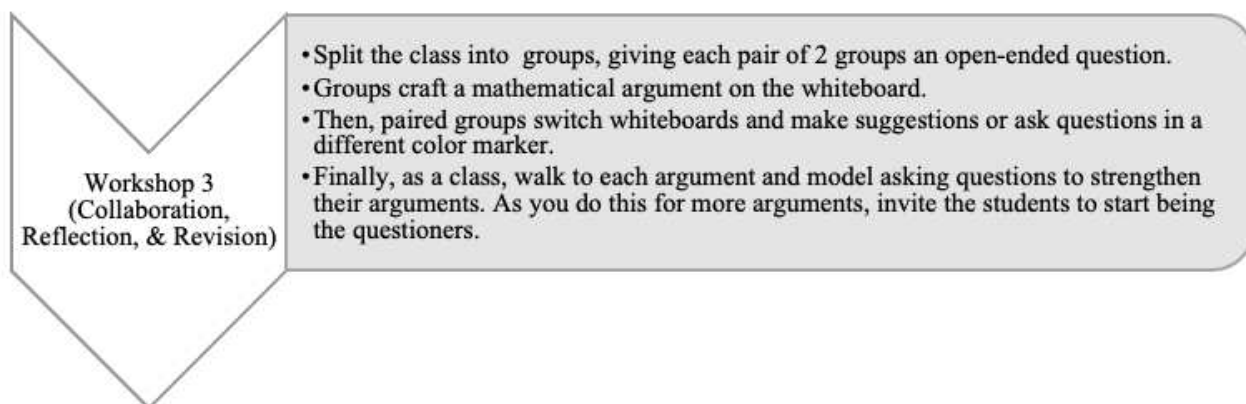 Workshop 3
(Collaboration,
Reflection, & Revision)
•Split the class into groups, giving each pair of 2 groups an open-ended question.
•Groups craft a mathematical argument on the whiteboard.
•Then, paired groups switch whiteboards and make suggestions or ask questions in a
different color marker.
•Finally, as a class, walk to each argument and model asking questions to strengthen
their arguments. As you do this for more arguments, invite the students to start being
the questioners.